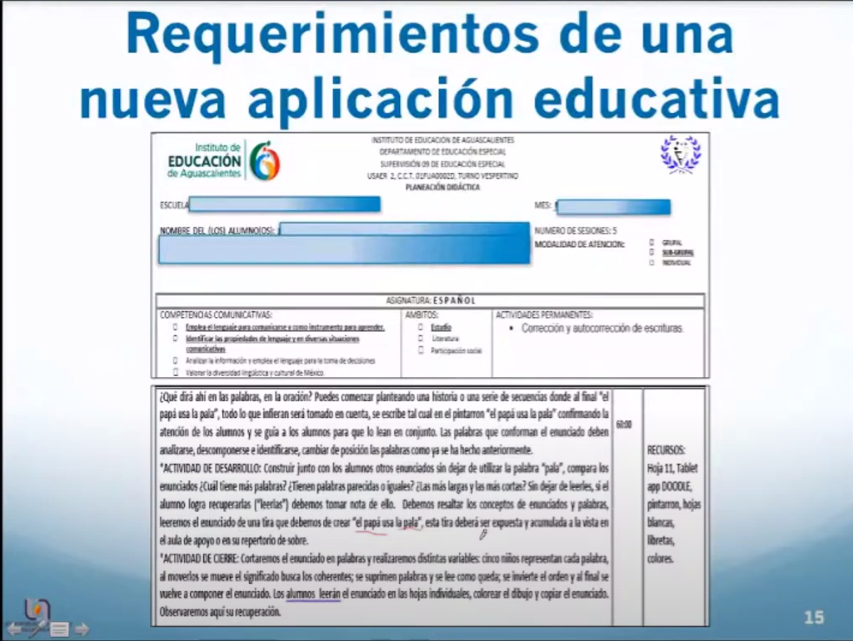 Requerimientos de una
nueva aplicación educativa
Instituto de
EDUCACIÓN
de Aguascalientes
INSTITUTO DE EDUCACION DE AGUASCALIENTES
DEPARTAMENTO DE EDUCACIÓN ESPECIAL
SUPERVISIÓN 09 DE EDUCACIÓN ESPECIAL
USAER 2, C.C.T. 01FUA0002D, TURNO VESPERTINO
PLANEACIÓN DIDÁCTICA
ESCUELA
MES:
NOMBRE DEL (LOS) ALUMNO(OS):
NUMERO DE SESIONES: 5
MODALIDAD DE ATENCION:
GRUPAL
SUB-GRUPAL
INDIVIDUAL
ASIGNATURA: ESPAÑOL
COMPETENCIAS COMUNICATIVAS:
Emplea el lenguaje para comunicarse y como instrumento para aprender.
Identificar las propiedades de lenguaje y en diversas situaciones
comunicativas
Analizar la información y emplea el lenguaje para la toma de decisiones
Valorar la diversidad lingüística y cultural de México.
AMBITOS:
Estudio
Literatura
Participación social
ACTIVIDADES PERMANENTES:
• Corrección y autocorrección de escrituras.
¿Qué dirá ahí en las palabras, en la oración? Puedes comenzar planteando una historia o una serie de secuencias donde al final "el
papá usa la pala", todo lo que infieran será tomado en cuenta, se escribe tal cual en el pintarron "el papá usa la pala" confirmando la
atención de los alumnos y se guía a los alumnos para que lo lean en conjunto. Las palabras que conforman el enunciado deben
analizarse, descomponerse e identificarse, cambiar de posición las palabras como ya se ha hecho anteriormente.
*ACTIVIDAD DE DESARROLLO: Construir junto con los alumnos otros enunciados sin dejar de utilizar la palabra "pala", compara los
enunciados ¿Cuál tiene más palabras? ¿Tienen palabras parecidas o iguales? ¿Las más largas y las más cortas? Sin dejar de leerles, si el
alumno logra recuperarlas ("leerlas") debemos tomar nota de ello. Debemos resaltar los conceptos de enunciados y palabras,
leeremos el enunciado de una tira que debemos de crear "el papá usa la pala", esta tira deberá ser expuesta y acumulada a la vista en
el aula de apoyo o en su repertorio de sobre.
*ACTIVIDAD DE CIERRE: Cortaremos el enunciado en palabras y realizaremos distintas variables: cinco niños representan cada palabra,
al moverlos se mueve el significado busca los coherentes; se suprimen palabras y se lee como queda; se invierte el orden y al final se
vuelve a componer el enunciado. Los alumnos leerán el enunciado en las hojas individuales, colorear el dibujo y copiar el enunciado.
Observaremos aquí su recuperación.
60:00
RECURSOS:
Hoja 11, Tablet
app DOODLE,
pintarron, hojas
blancas,
libretas,
colores.
15